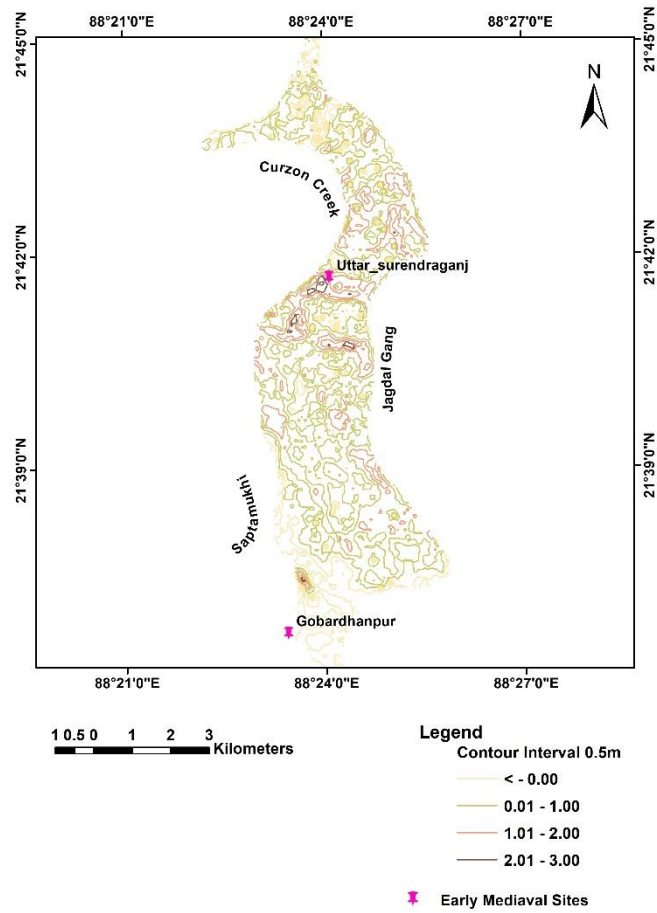 88°21'0"E 88°24'0"E 88°27'0"E
21°45'0"N 21°45'0"N
N
Curzon Creek
21°42'0"N 21°42'0"N
Uttar_surendraganj
Jagdal Gang
21°39'0"N 21°39'0"N
Saptamukhi
Gobardhanpur
88°21'0"E 88°24'0"E 88°27'0"E
1 0.5 0 1 2 3
Kilometers
Legend
Contour Interval 0.5m
< - 0.00
0.01 - 1.00
1.01 - 2.00
2.01 - 3.00
Early Mediaval Sites